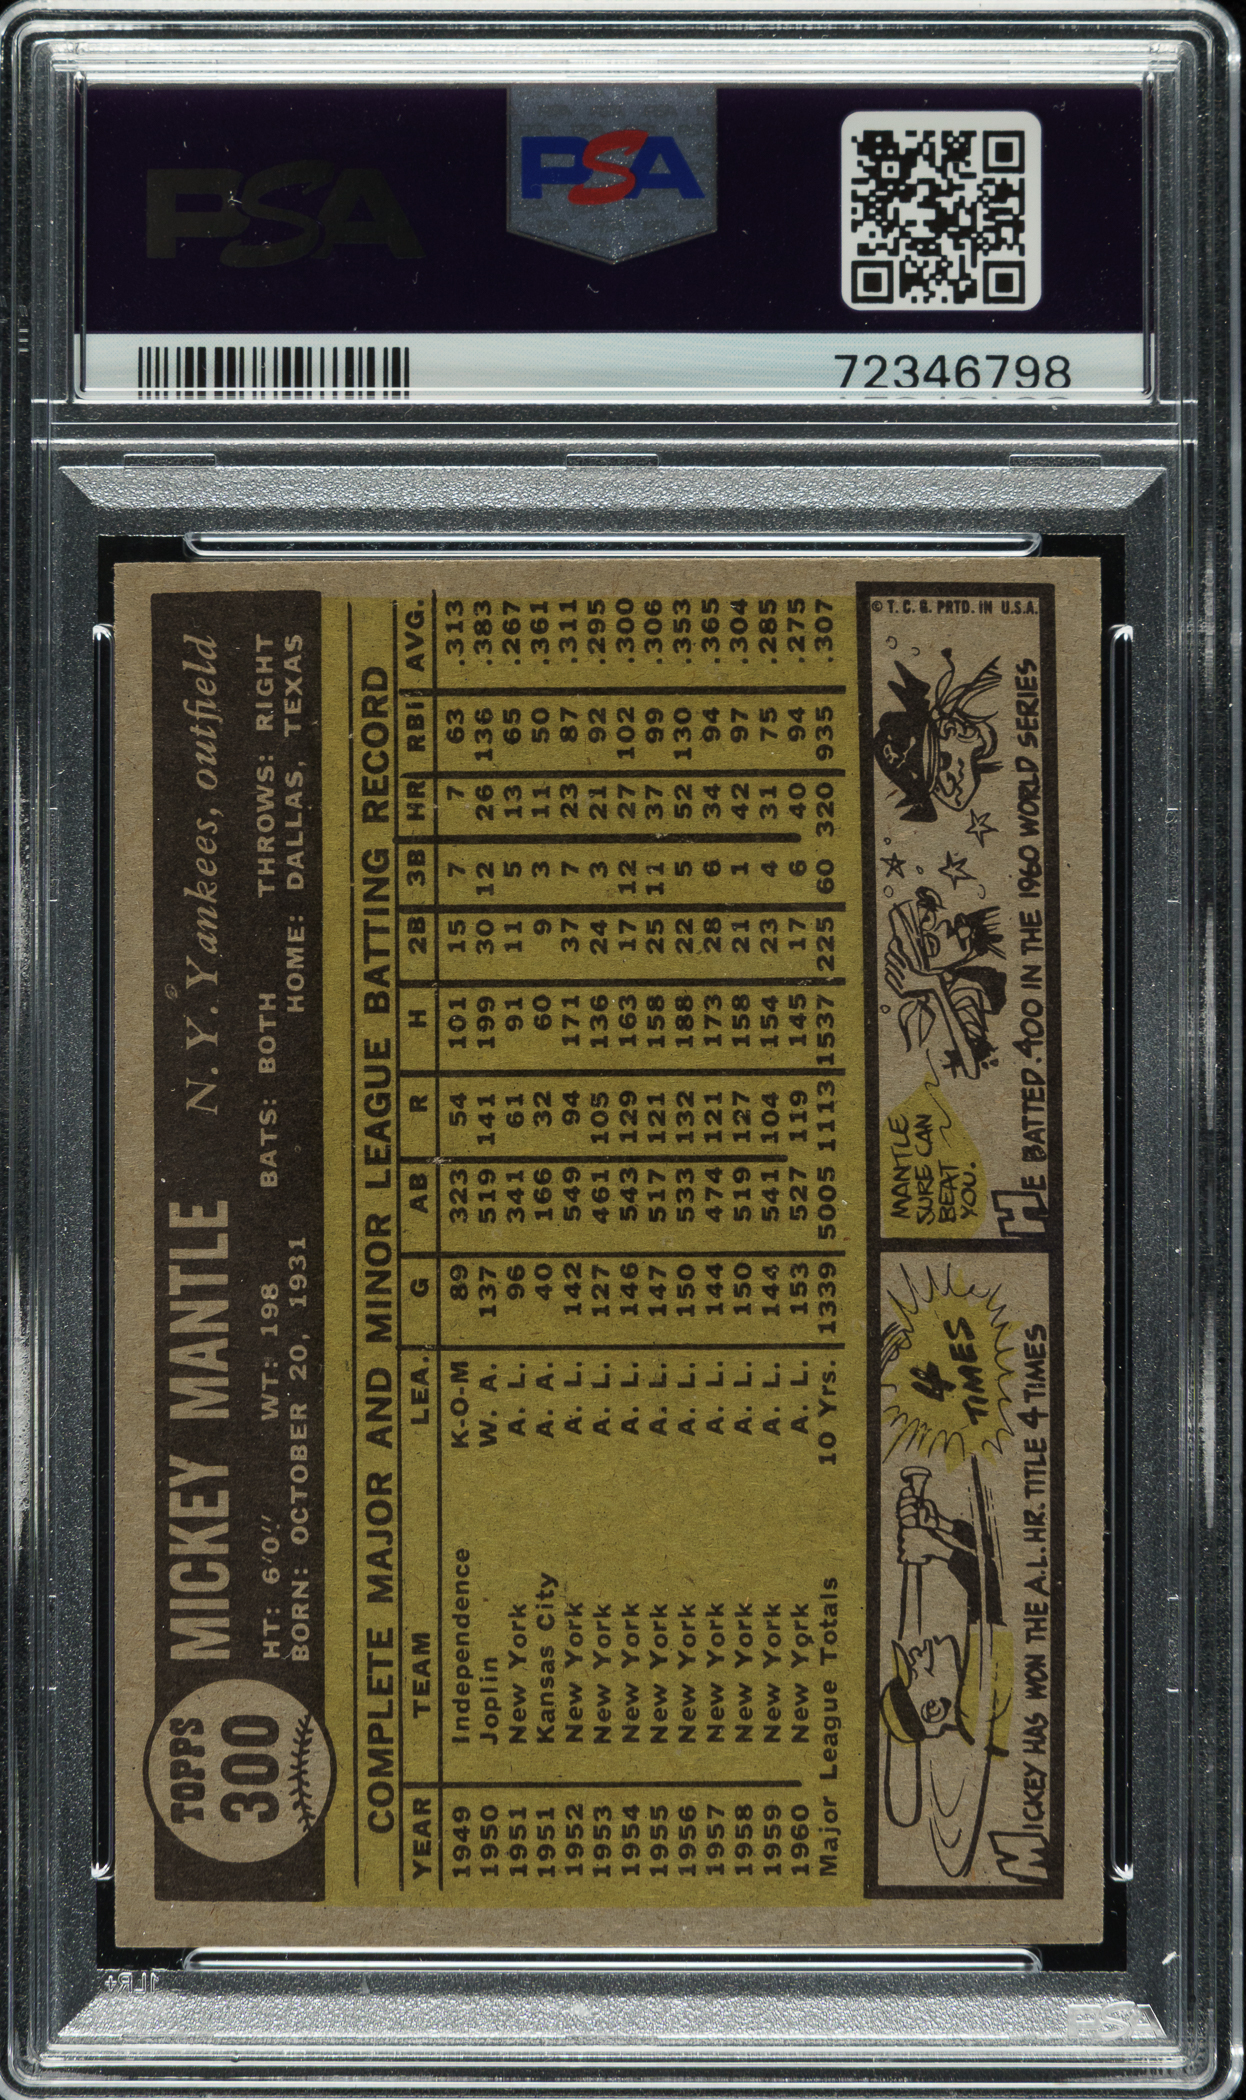 PSA
PSA
72346798
TOPPS
300
MICKEY MANTLE N. Y. Yankees®, outfield
HT: 6'0" WT: 198 BATS: BOTH THROWS: RIGHT
BORN: OCTOBER 20, 1931 HOME: DALLAS, TEXAS
COMPLETE MAJOR AND MINOR LEAGUE BATTING RECORD
YEAR TEAM LEA. G AB R H 2B 3B HR RBI AVG.
1949 Independence K-O-M 89 323 54 101 15 7 7 63 .313
1950 Joplin W. A. 137 519 141 199 30 12 26 136 .383
1951 New York A. L. 96 341 61 91 11 5 13 65 .267
1951 Kansas City A. A. 40 166 32 60 9 3 11 50 .361
1952 New York A. L. 142 549 94 171 37 7 23 87 .311
1953 New York A. L. 127 461 105 136 24 3 21 92 .295
1954 New York A. L. 146 543 129 163 17 12 27 102 .300
1955 New York A. L. 147 517 121 158 25 11 37 99 .306
1956 New York A. L. 150 533 132 188 22 5 52 130 .353
1957 New York A. L. 144 474 121 173 28 6 34 94 .365
1958 New York A. L. 150 519 127 158 21 1 42 97 .304
1959 New York A. L. 144 541 104 154 23 4 31 75 .285
1960 New York A. L. 153 527 119 145 17 6 40 94 .275
Major League Totals 10 Yrs. 1339 5005 1113 1537 225 60 320 935 .307
4
TIMES
MICKEY HAS WON THE A.L. HR. TITLE 4 TIMES
MANTLE
SURE CAN
BEAT
YOU.
HE BATTED .400 IN THE 1960 WORLD SERIES
© T. C. G. PRTD. IN U.S.A.
1LR+
PSA